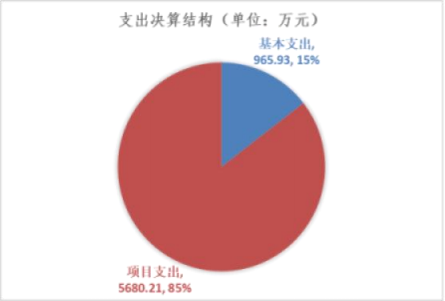 支出决算结构（单位：万元）
基本支出,
965.93, 15%
项目支出,
5680.21, 85%